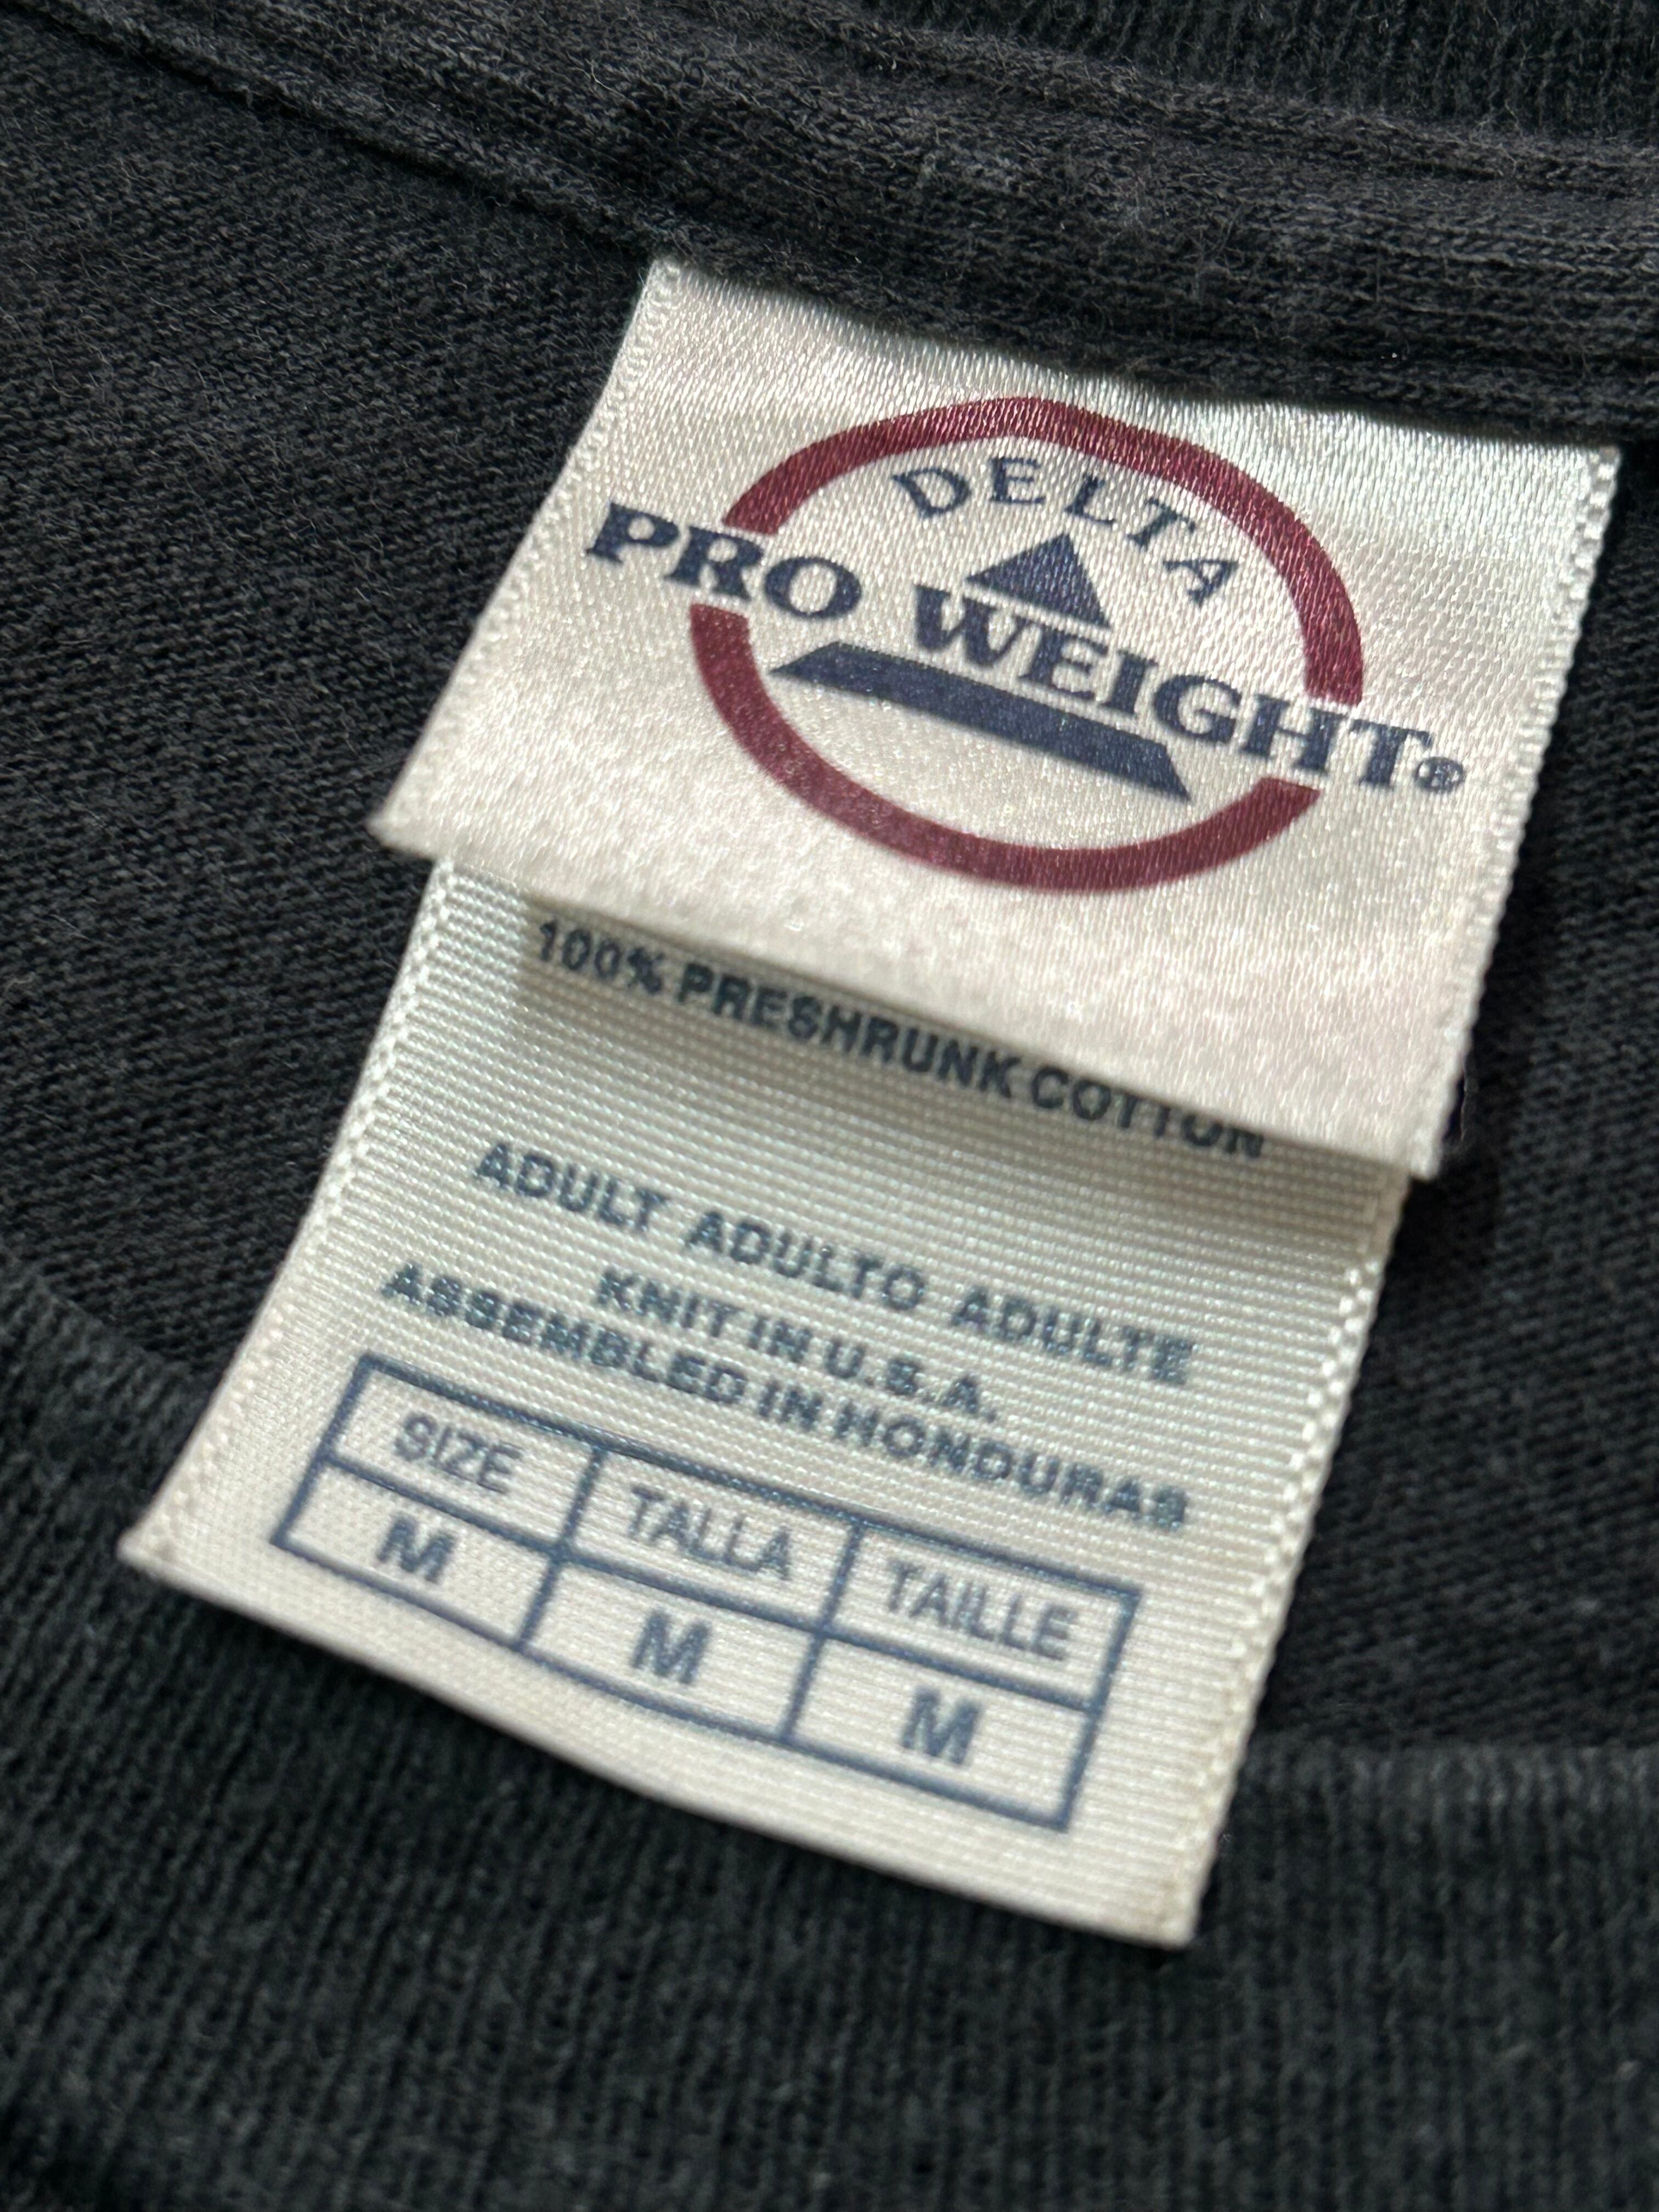 DELTA
PRO WEIGHT®
100% PRESHRUNK COTTON
ADULT ADULTO ADULTE
KNIT IN U.S.A.
ASSEMBLED IN HONDURAS
SIZE TALLA TAILLE
M M M